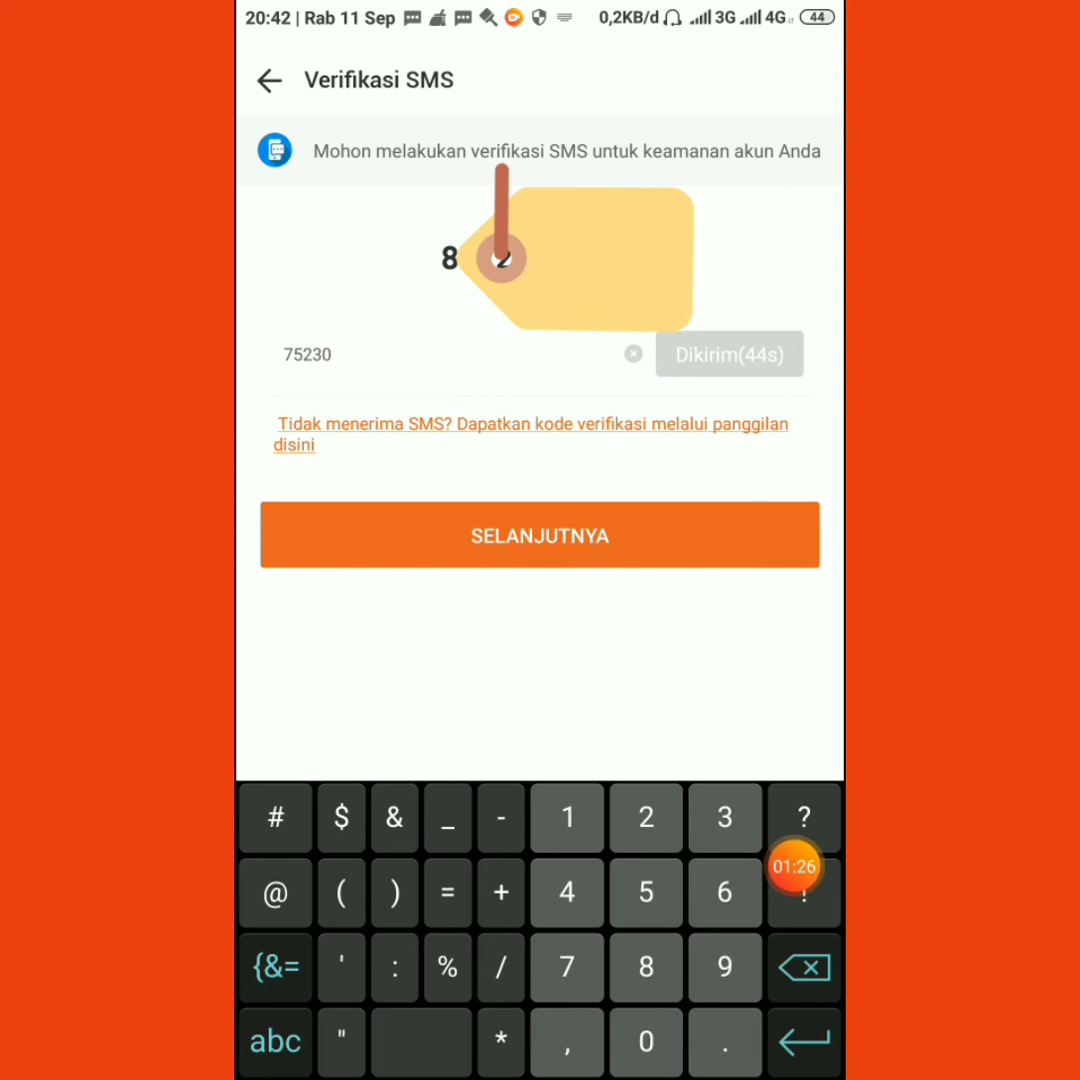 20:42 | Rab 11 Sep 0,2KB/d 3G 4G 44
Verifikasi SMS
Mohon melakukan verifikasi SMS untuk keamanan akun Anda
8 2
75230 Dikirim(44s)
Tidak menerima SMS? Dapatkan kode verifikasi melalui panggilan
disini
SELANJUTNYA
# $ & _ - 1 2 3 ?
01:26
@ ( ) = + 4 5 6 !
{&= ' : % / 7 8 9
abc " * , 0 .